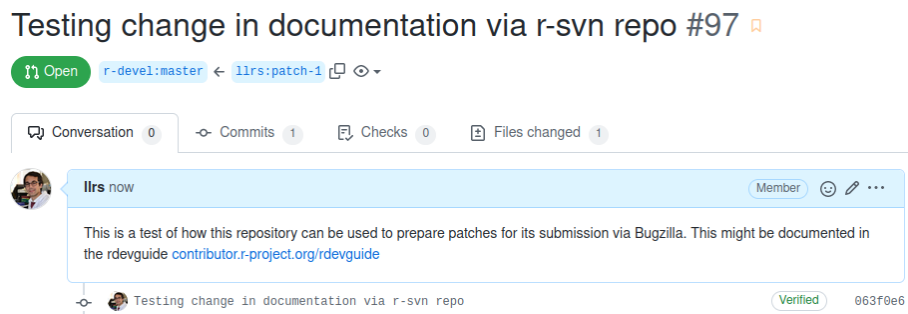 Testing change in documentation via r-svn repo #97
Open r-devel:master ← llrs:patch-1
Conversation 0 Commits 1 Checks 0 Files changed 1
llrs now Member
This is a test of how this repository can be used to prepare patches for its submission via Bugzilla. This might be documented in
the rdevguide contributor.r-project.org/rdevguide
Testing change in documentation via r-svn repo Verified 063f0e6